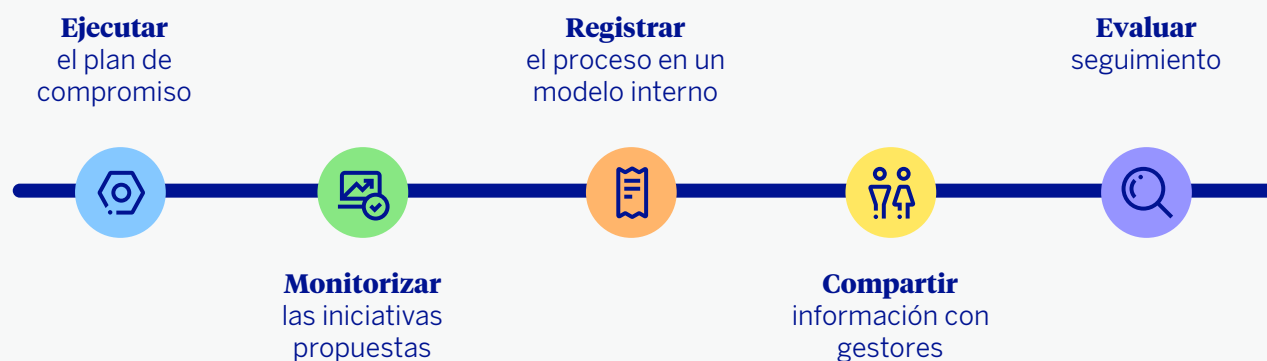 Ejecutar
el plan de
compromiso
Monitorizar
las iniciativas
propuestas
Registrar
el proceso en un
modelo interno
Compartir
información con
gestores
Evaluar
seguimiento